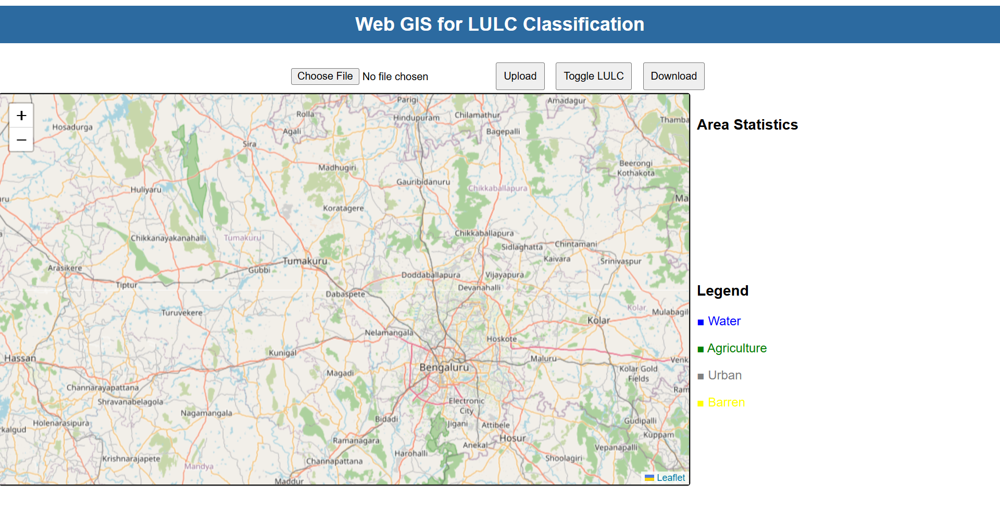 Web GIS for LULC Classification
Choose File No file chosen
Upload
Toggle LULC
Download
+
−
Parigi
Amadagur
Rolla
Hindupuram
Chilamathur
Thamba
Hosadurga
Agali
Bagepalli
Sira
Madhugiri
Beerongi
Kothakota
Gauribidanuru
Chikkaballapura
Huliyaru
Ma
Koratagere
Chikkaballapura
Chikkanayakanahalli
Tumakuru
Sidlaghatta
Chintamani
Kaivara
Srinivaspur
Tumakuru
Arasikere
Gubbi
Doddaballapura
Vijayapura
Tiptur
Devanahalli
Dabaspete
Turuvekere
Kolar
Mulabagil
Kolar
Nelamangala
Hoskote
Hassan
Kunigal
Maluru
Venk
Bengaluru
Kolar Gold
Fields
Magadi
Channarayapattana
Ram
Shravanabelagola
Electronic
City
Nagamangala
Bidadi
Holenarasipura
Jigani
Attibele
Gudipalli
kalgud
Kuppam
Ramanagara
Anekal
Hosur
Vepanapalli
Harohalli
Krishnarajapete
Channapattana
Shoolagiri
Mandya
Maddur
Leaflet
Area Statistics
Legend
■ Water
■ Agriculture
■ Urban
■ Barren